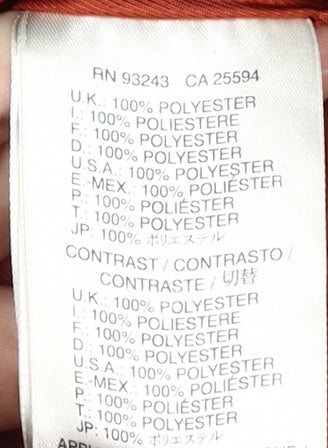 RN 93243 CA 25594
U.K.: 100% POLYESTER
I.: 100% POLIESTERE
F.: 100% POLYESTER
D.: 100% POLYESTER
U.S.A.: 100% POLYESTER
E.-MEX.: 100% POLIÉSTER
P.: 100% POLIÉSTER
T.: 100% POLYESTER
JP: 100% ポリエステル
CONTRAST / CONTRASTO /
CONTRASTE / 切替
U.K.: 100% POLYESTER
I.: 100% POLIESTERE
F.: 100% POLYESTER
D.: 100% POLYESTER
U.S.A.: 100% POLYESTER
E.-MEX.: 100% POLIÉSTER
P.: 100% POLIÉSTER
T.: 100% POLYESTER
JP: 100% ポリエステル